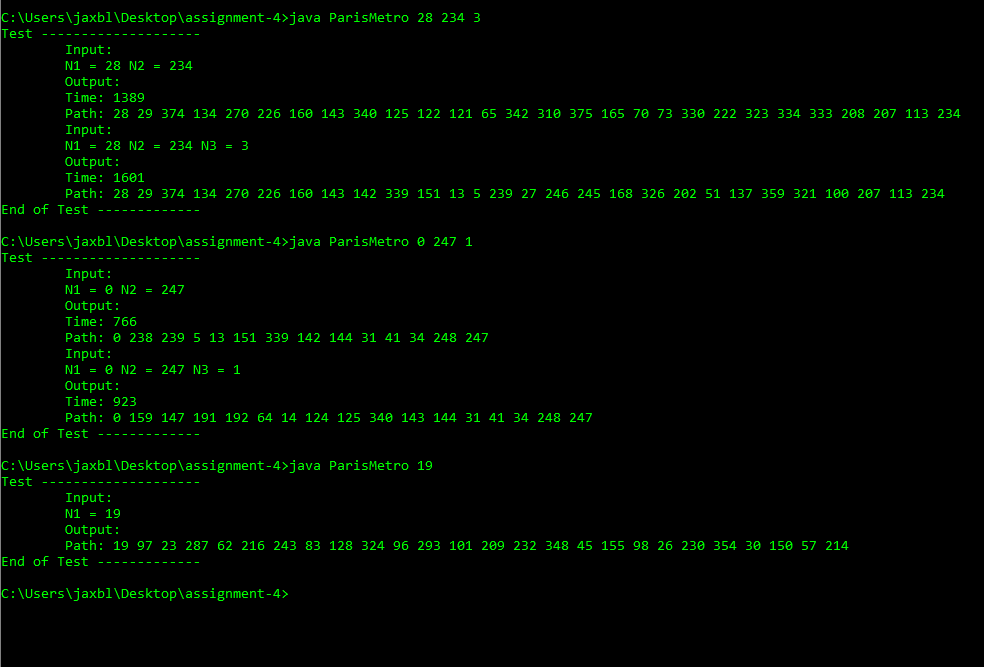 C:\Users\jaxbl\Desktop\assignment-4>java ParisMetro 28 234 3
Test --------------------
Input:
N1 = 28 N2 = 234
Output:
Time: 1389
Path: 28 29 374 134 270 226 160 143 340 125 122 121 65 342 310 375 165 70 73 330 222 323 334 333 208 207 113 234
Input:
N1 = 28 N2 = 234 N3 = 3
Output:
Time: 1601
Path: 28 29 374 134 270 226 160 143 142 339 151 13 5 239 27 246 245 168 326 202 51 137 359 321 100 207 113 234
End of Test -------------
C:\Users\jaxbl\Desktop\assignment-4>java ParisMetro 0 247 1
Test --------------------
Input:
N1 = 0 N2 = 247
Output:
Time: 766
Path: 0 238 239 5 13 151 339 142 144 31 41 34 248 247
Input:
N1 = 0 N2 = 247 N3 = 1
Output:
Time: 923
Path: 0 159 147 191 192 64 14 124 125 340 143 144 31 41 34 248 247
End of Test -------------
C:\Users\jaxbl\Desktop\assignment-4>java ParisMetro 19
Test --------------------
Input:
N1 = 19
Output:
Path: 19 97 23 287 62 216 243 83 128 324 96 293 101 209 232 348 45 155 98 26 230 354 30 150 57 214
End of Test -------------
C:\Users\jaxbl\Desktop\assignment-4>